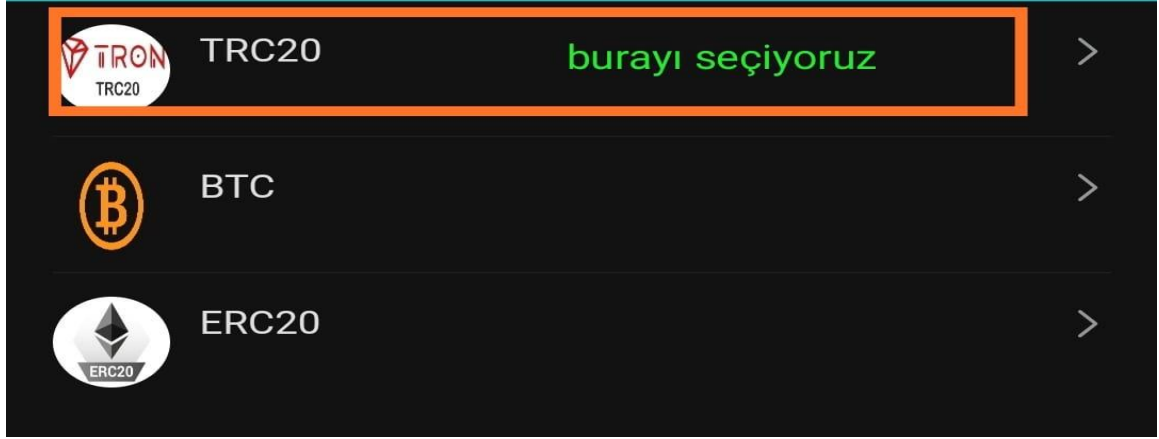 TRON
TRC20
TRC20
burayı seçiyoruz
BTC
ERC20
ERC20